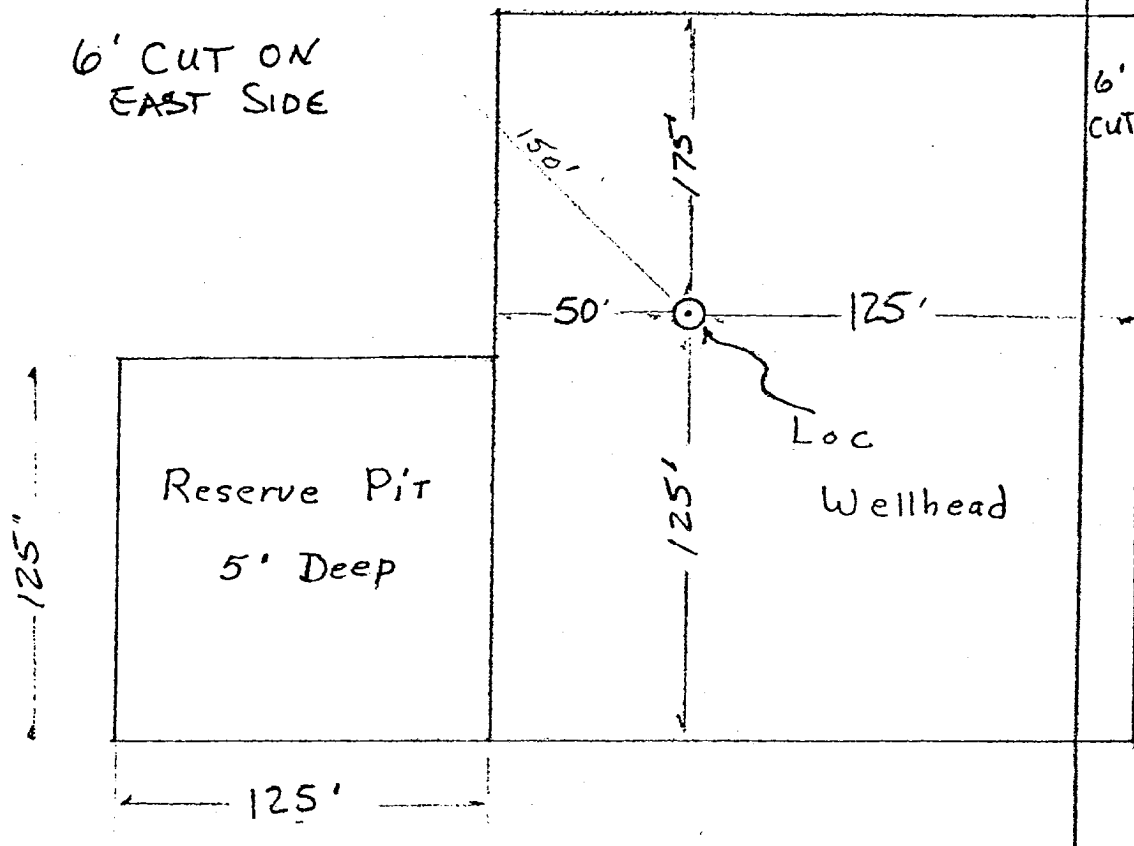 6' CUT ON
EAST SIDE
6'
CUT
150'
175'
50'
125'
Loc
Wellhead
125'
Reserve Pit
5' Deep
125"
125'